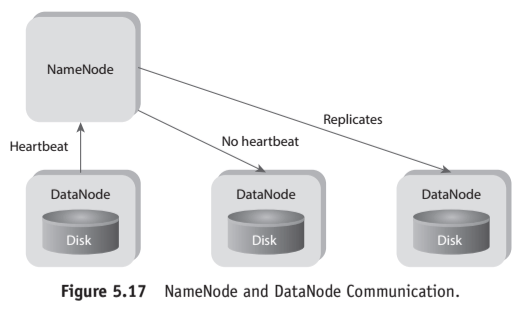 NameNode
Replicates
Heartbeat
No heartbeat
DataNode
DataNode
DataNode
Disk
Disk
Disk
Figure 5.17 NameNode and DataNode Communication.